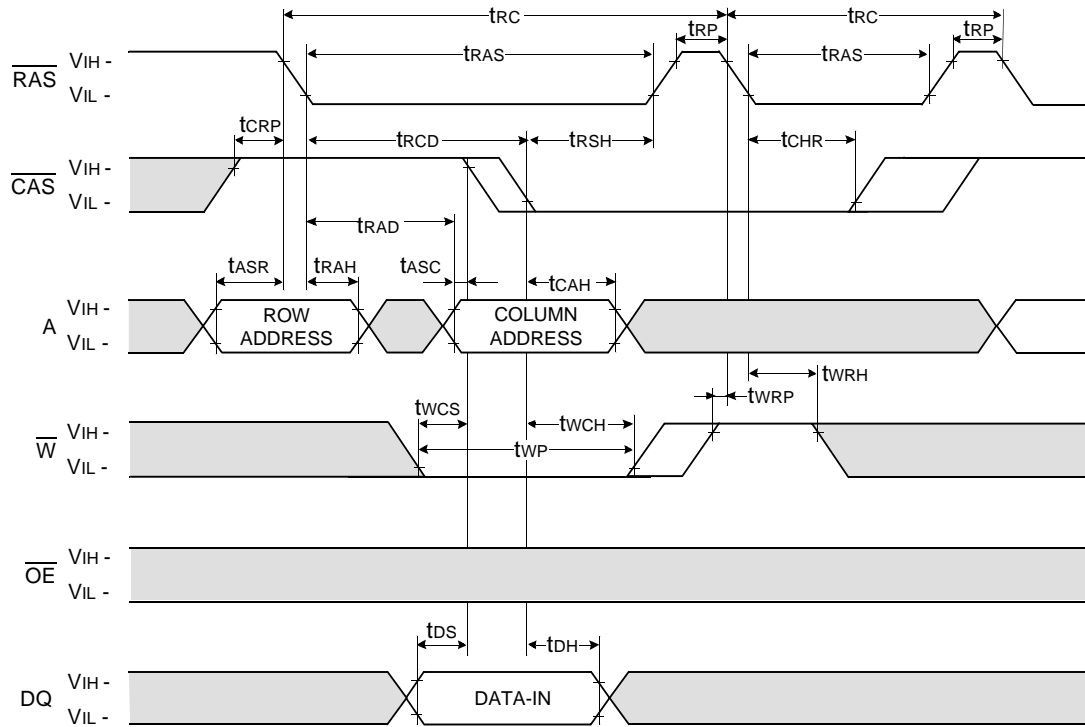 tRC tRC
tRP tRP
tRAS tRAS
RAS VIH -
VIL -
tCRP tRCD tRSH tCHR
CAS VIH -
VIL -
tRAD
tASR tRAH tASC tCAH
A VIH -
VIL -
ROW ADDRESS
COLUMN ADDRESS
tWRH
tWRP
tWCS tWCH
tWP
W VIH -
VIL -
OE VIH -
VIL -
tDS tDH
DQ VIH -
VIL -
DATA-IN